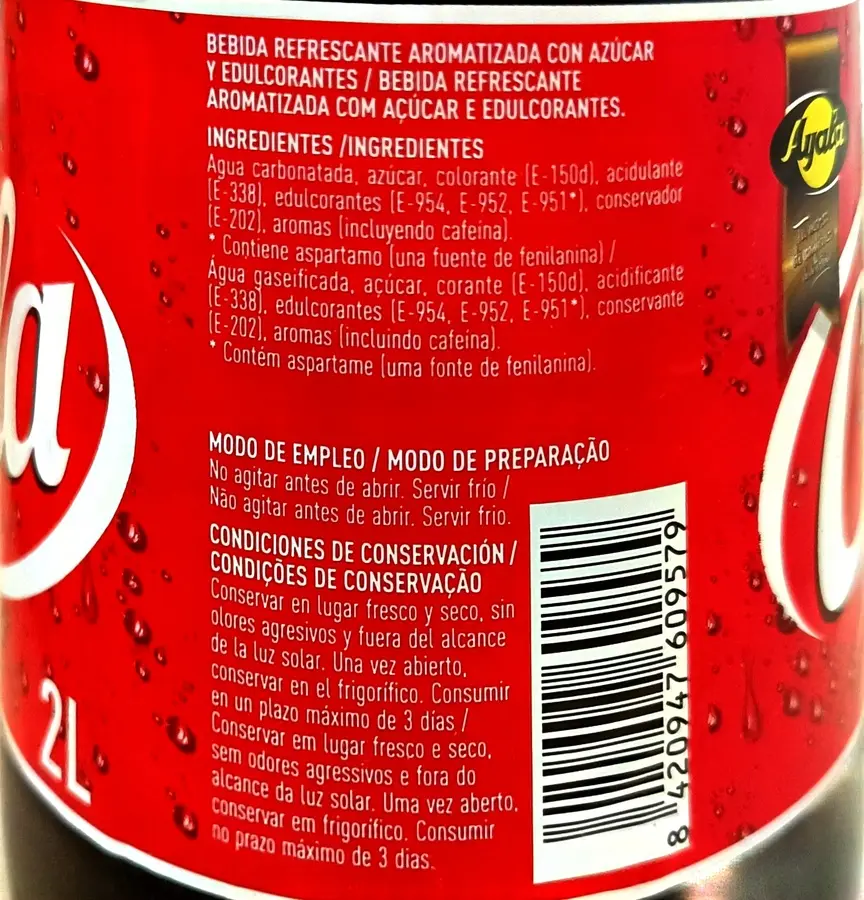 BEBIDA REFRESCANTE AROMATIZADA CON AZÚCAR
Y EDULCORANTES / BEBIDA REFRESCANTE
AROMATIZADA COM AÇÚCAR E EDULCORANTES.
INGREDIENTES /INGREDIENTES
Agua carbonatada, azúcar, colorante (E-150d), acidulante
(E-338), edulcorantes (E-954, E-952, E-951*), conservador
(E-202), aromas (incluyendo cafeína).
* Contiene aspartamo (una fuente de fenilanina) /
Água gaseificada, açúcar, corante (E-150d), acidificante
(E-338), edulcorantes (E-954, E-952, E-951*), conservante
(E-202), aromas (incluindo cafeína).
* Contém aspartame (uma fonte de fenilanina).
MODO DE EMPLEO / MODO DE PREPARAÇÃO
No agitar antes de abrir. Servir frío /
Não agitar antes de abrir. Servir frio.
CONDICIONES DE CONSERVACIÓN /
CONDIÇÕES DE CONSERVAÇÃO
Conservar en lugar fresco y seco, sin
olores agresivos y fuera del alcance
de la luz solar. Una vez abierto,
conservar en el frigorífico. Consumir
en un plazo máximo de 3 días /
Conservar em lugar fresco e seco,
sem odores agressivos e fora do
alcance da luz solar. Uma vez aberto,
conservar em frigorífico. Consumir
no prazo máximo de 3 dias.
8 420947 609579
Ayala
la
2L